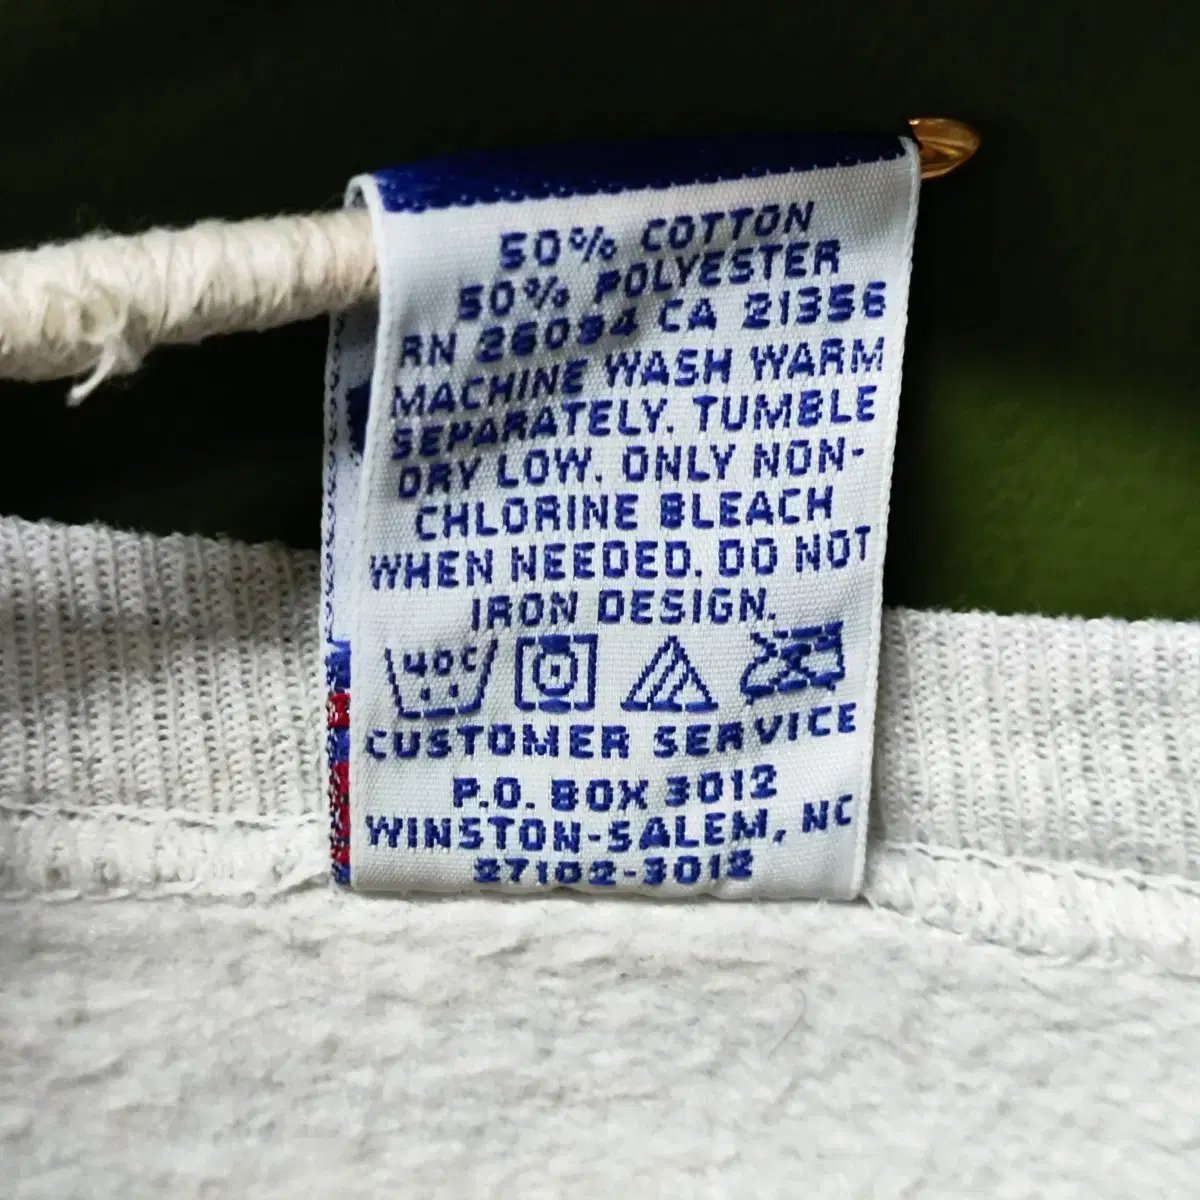 50% COTTON
50% POLYESTER
RN 26094 CA 21356
MACHINE WASH WARM
SEPARATELY. TUMBLE
DRY LOW. ONLY NON-
CHLORINE BLEACH
WHEN NEEDED. DO NOT
IRON DESIGN.
40C
CUSTOMER SERVICE
P.O. BOX 3012
WINSTON-SALEM, NC
27102-3012